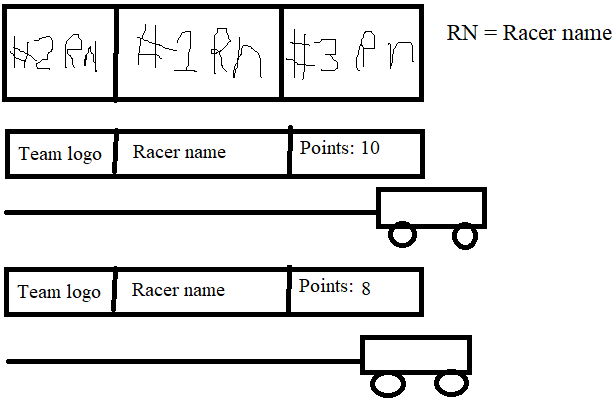 #2 RN #1 Rn #3 Rn
RN = Racer name
Team logo Racer name Points: 10
Team logo Racer name Points: 8